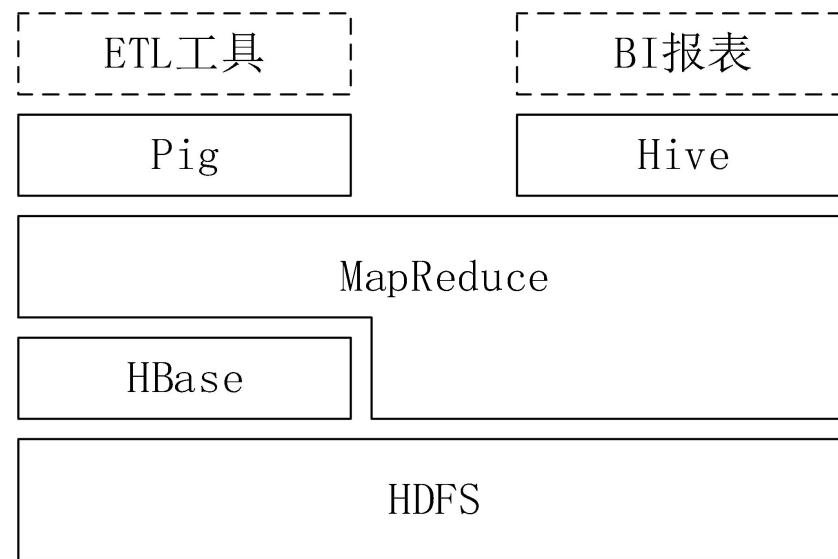 ETL工具
BI报表
Pig
Hive
MapReduce
HBase
HDFS